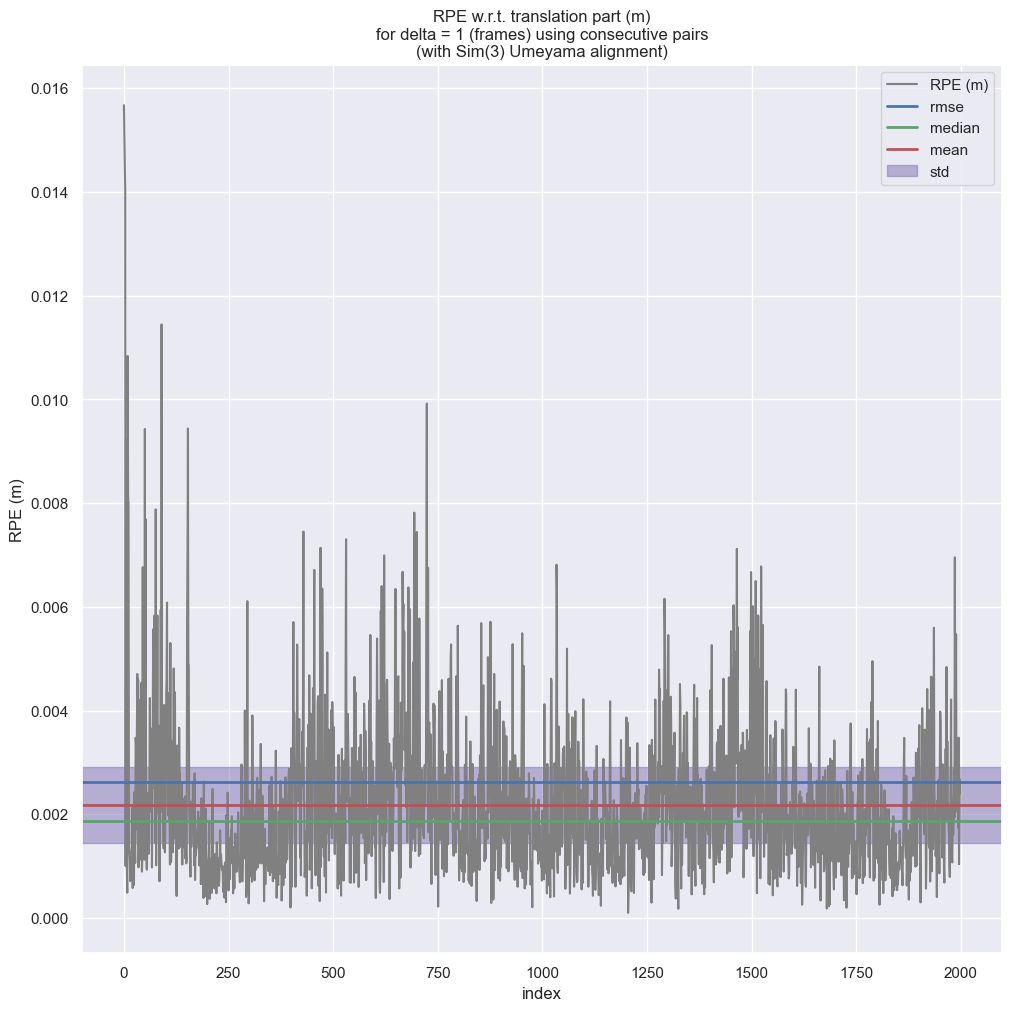 RPE w.r.t. translation part (m)
for delta = 1 (frames) using consecutive pairs
(with Sim(3) Umeyama alignment)
RPE (m)
rmse
median
mean
std
RPE (m)
0.016
0.014
0.012
0.010
0.008
0.006
0.004
0.002
0.000
0 250 500 750 1000 1250 1500 1750 2000
index